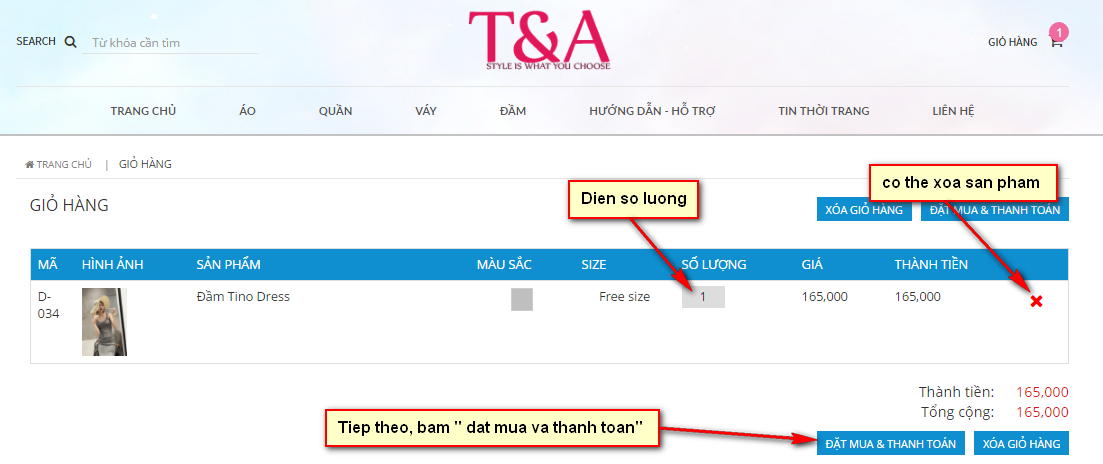 SEARCH
Từ khóa cần tìm
T&A
STYLE IS WHAT YOU CHOOSE
GIỎ HÀNG
1
TRANG CHỦ ÁO QUẦN VÁY ĐẦM HƯỚNG DẪN - HỖ TRỢ TIN THỜI TRANG LIÊN HỆ
TRANG CHỦ | GIỎ HÀNG
GIỎ HÀNG
Dien so luong
co the xoa san pham
XÓA GIỎ HÀNG
ĐẶT MUA & THANH TOÁN
MÃ HÌNH ẢNH SẢN PHẨM MÀU SẮC SIZE SỐ LƯỢNG GIÁ THÀNH TIỀN
D-
034
Đầm Tino Dress Free size 1 165,000 165,000
Thành tiền: 165,000
Tổng cộng: 165,000
Tiep theo, bam " dat mua va thanh toan"
ĐẶT MUA & THANH TOÁN
XÓA GIỎ HÀNG